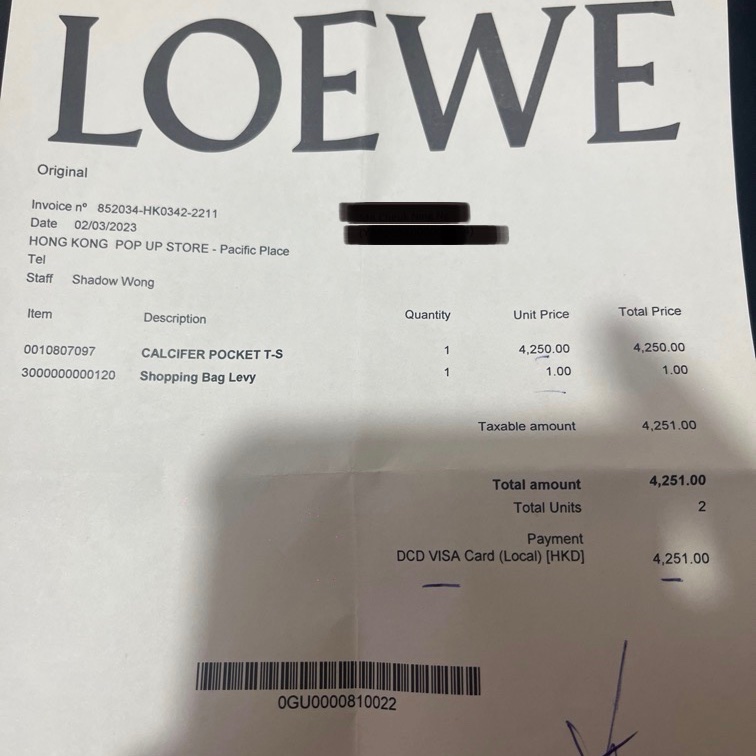 LOEWE
Original
Invoice nº 852034-HK0342-2211
Date 02/03/2023
HONG KONG POP UP STORE - Pacific Place
Tel
Staff Shadow Wong
Item Description Quantity Unit Price Total Price
0010807097 CALCIFER POCKET T-S 1 4,250.00 4,250.00
3000000000120 Shopping Bag Levy 1 1.00 1.00
Taxable amount 4,251.00
Total amount 4,251.00
Total Units 2
Payment
DCD VISA Card (Local) [HKD] 4,251.00
0GU0000810022